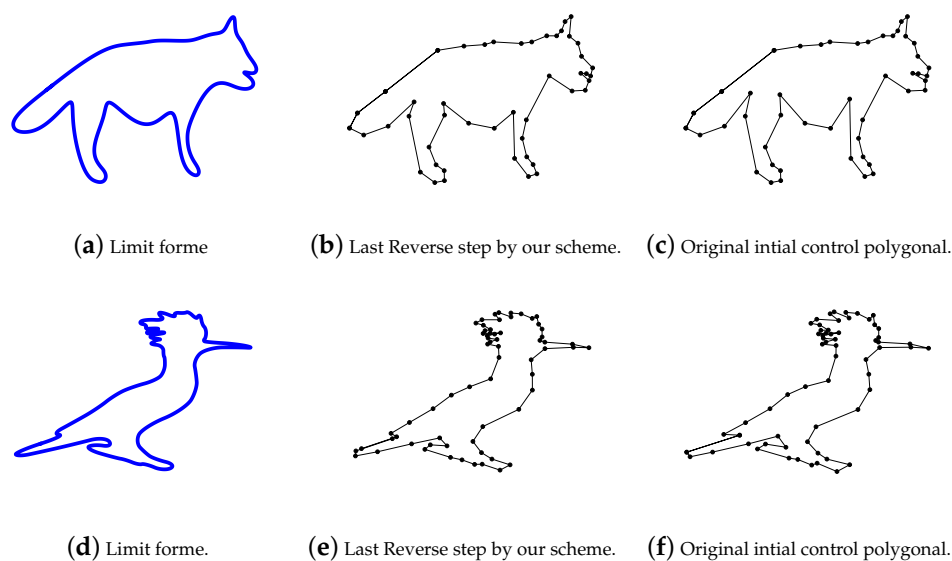 (a) Limit forme
(b) Last Reverse step by our scheme.
(c) Original intial control polygonal.
(d) Limit forme.
(e) Last Reverse step by our scheme.
(f) Original intial control polygonal.